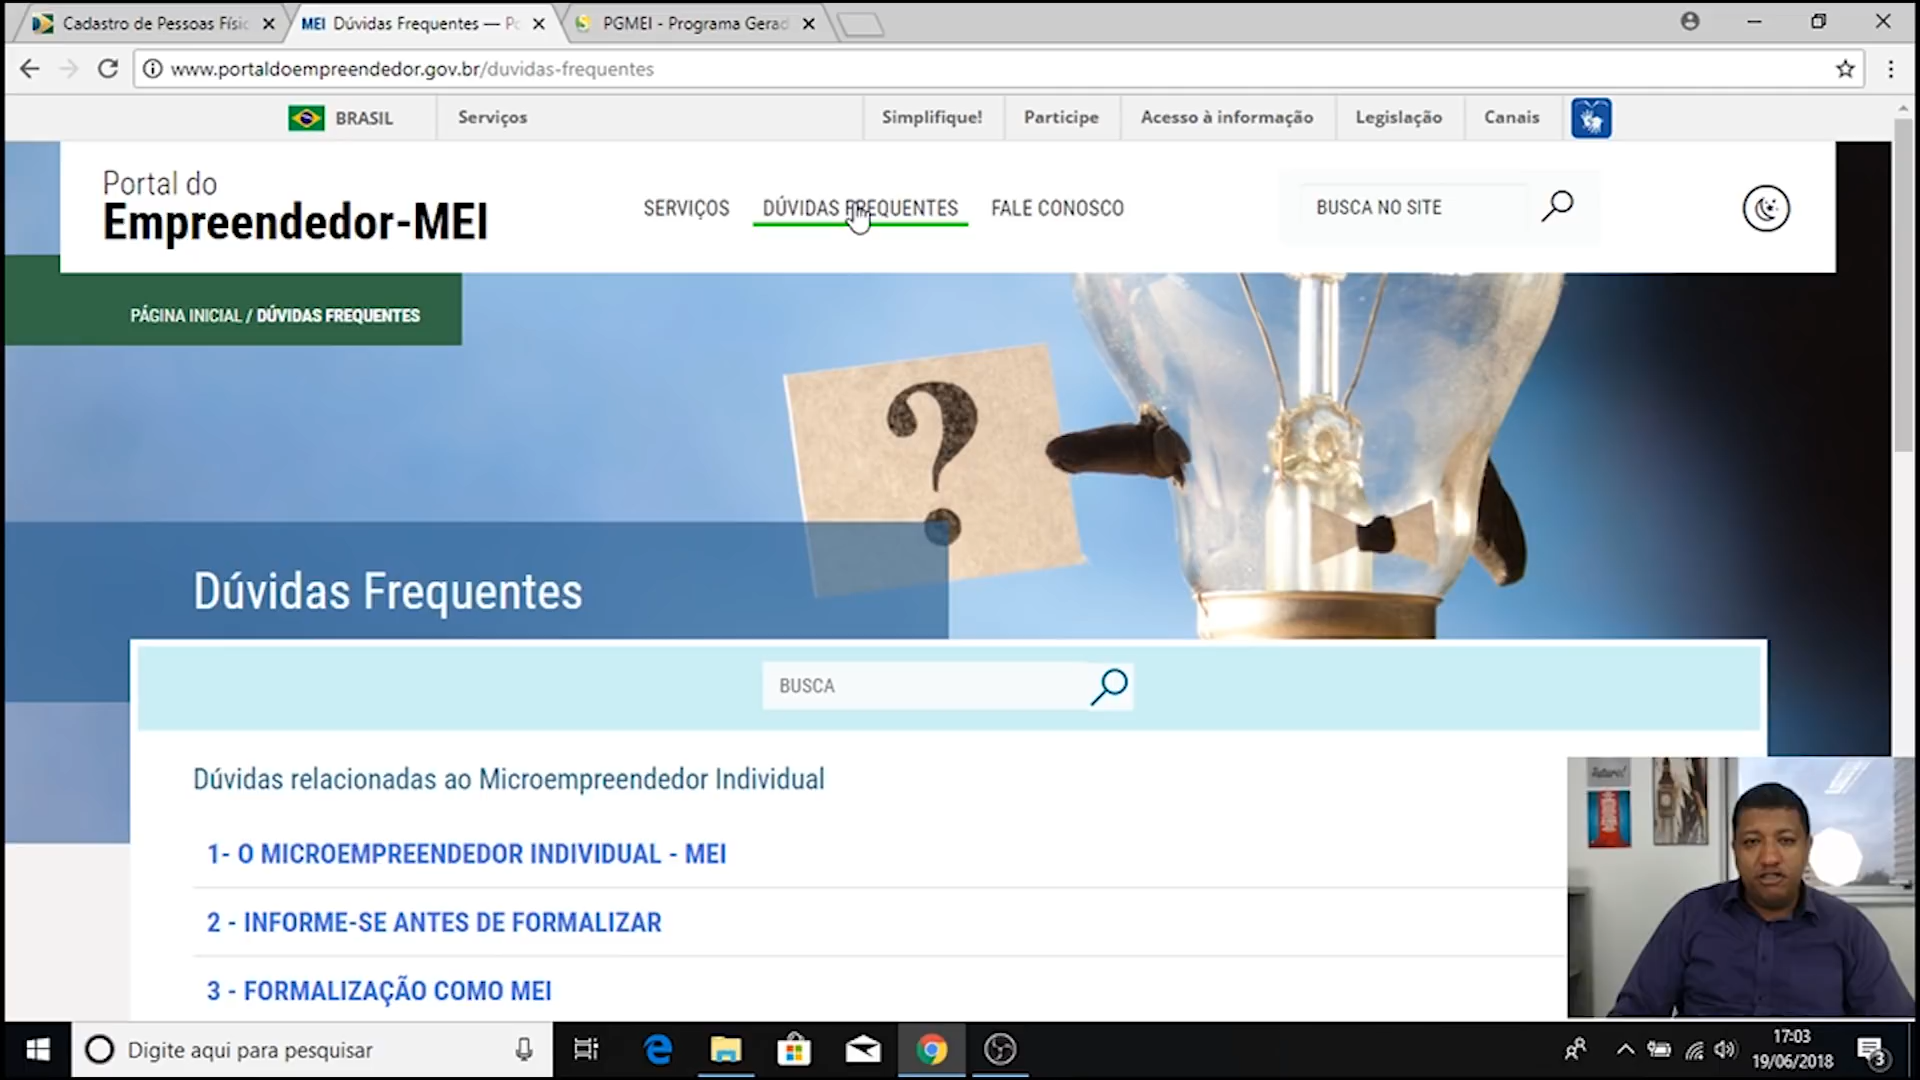 Cadastro de Pessoas Físic
MEI Dúvidas Frequentes — Po
PGMEI - Programa Gerad
www.portaldoempreendedor.gov.br/duvidas-frequentes
BRASIL
Serviços
Simplifique!
Participe
Acesso à informação
Legislação
Canais
Portal do
Empreendedor-MEI
SERVIÇOS
DÚVIDAS FREQUENTES
FALE CONOSCO
BUSCA NO SITE
PÁGINA INICIAL / DÚVIDAS FREQUENTES
?
Dúvidas Frequentes
BUSCA
Dúvidas relacionadas ao Microempreendedor Individual
1- O MICROEMPREENDEDOR INDIVIDUAL - MEI
2 - INFORME-SE ANTES DE FORMALIZAR
3 - FORMALIZAÇÃO COMO MEI
Future!
Digite aqui para pesquisar
17:03
19/06/2018
3